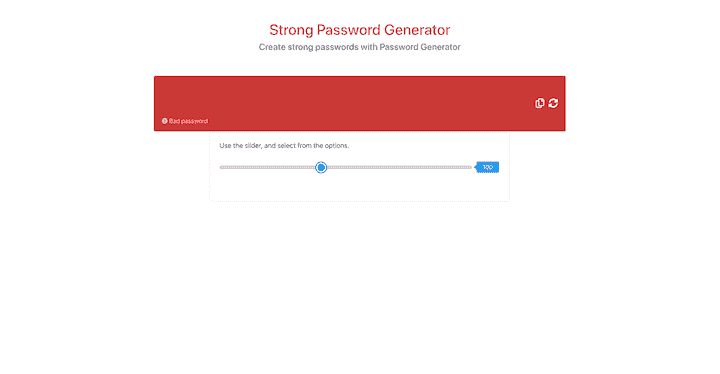 Strong Password Generator
Create strong passwords with Password Generator
Bad password
Use the slider, and select from the options.
100